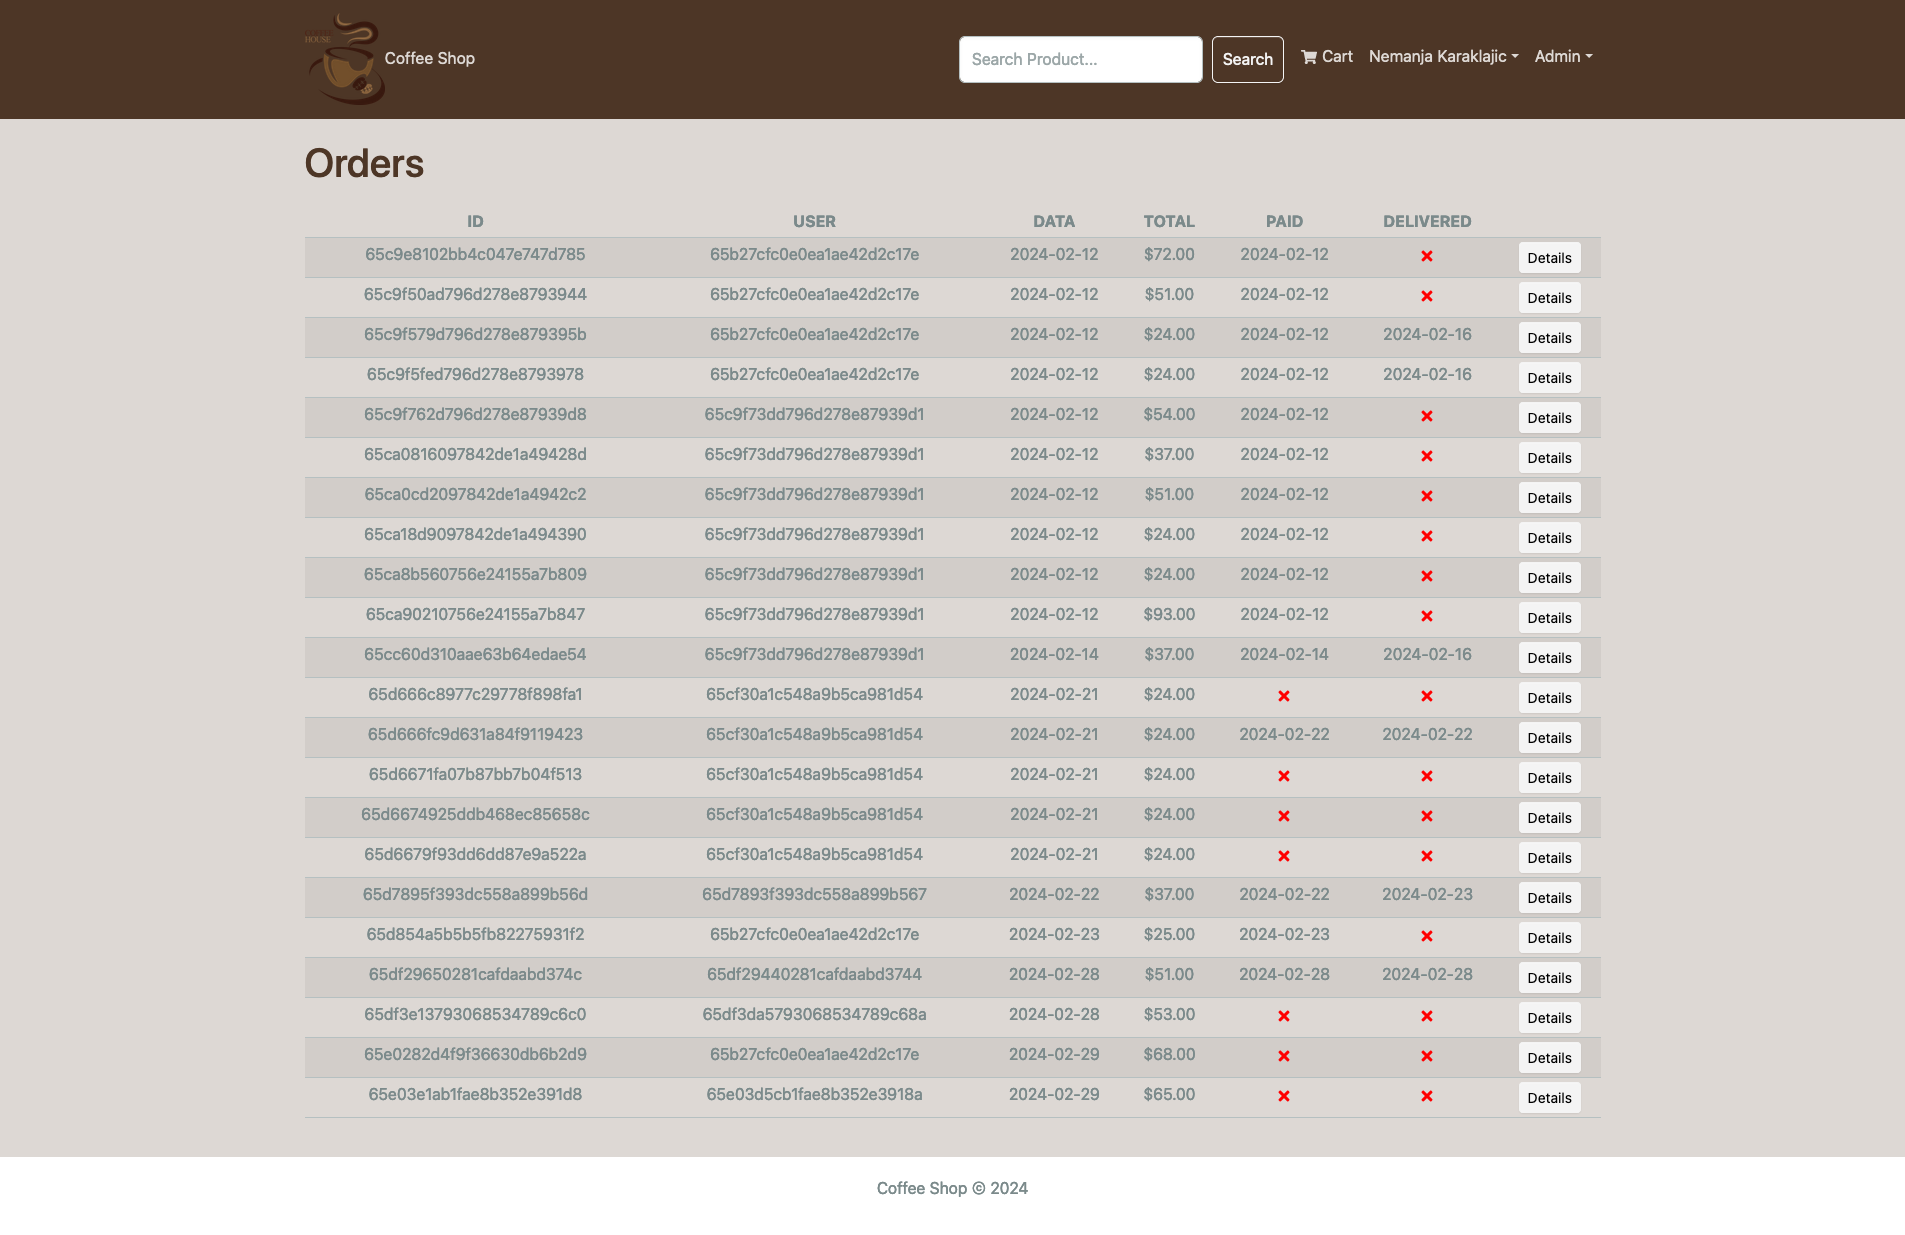 HOUSE
Coffee Shop
Search Product...
Search
Cart
Nemanja Karaklajic
Admin
Orders
ID USER DATA TOTAL PAID DELIVERED
65c9e8102bb4c047e747d785 65b27cfc0e0ea1ae42d2c17e 2024-02-12 $72.00 2024-02-12 Details
65c9f50ad796d278e8793944 65b27cfc0e0ea1ae42d2c17e 2024-02-12 $51.00 2024-02-12 Details
65c9f579d796d278e879395b 65b27cfc0e0ea1ae42d2c17e 2024-02-12 $24.00 2024-02-12 2024-02-16 Details
65c9f5fed796d278e8793978 65b27cfc0e0ea1ae42d2c17e 2024-02-12 $24.00 2024-02-12 2024-02-16 Details
65c9f762d796d278e87939d8 65c9f73dd796d278e87939d1 2024-02-12 $54.00 2024-02-12 Details
65ca0816097842de1a49428d 65c9f73dd796d278e87939d1 2024-02-12 $37.00 2024-02-12 Details
65ca0cd2097842de1a4942c2 65c9f73dd796d278e87939d1 2024-02-12 $51.00 2024-02-12 Details
65ca18d9097842de1a494390 65c9f73dd796d278e87939d1 2024-02-12 $24.00 2024-02-12 Details
65ca8b560756e24155a7b809 65c9f73dd796d278e87939d1 2024-02-12 $24.00 2024-02-12 Details
65ca90210756e24155a7b847 65c9f73dd796d278e87939d1 2024-02-12 $93.00 2024-02-12 Details
65cc60d310aae63b64edae54 65c9f73dd796d278e87939d1 2024-02-14 $37.00 2024-02-14 2024-02-16 Details
65d666c8977c29778f898fa1 65cf30a1c548a9b5ca981d54 2024-02-21 $24.00 Details
65d666fc9d631a84f9119423 65cf30a1c548a9b5ca981d54 2024-02-21 $24.00 2024-02-22 2024-02-22 Details
65d6671fa07b87bb7b04f513 65cf30a1c548a9b5ca981d54 2024-02-21 $24.00 Details
65d6674925ddb468ec85658c 65cf30a1c548a9b5ca981d54 2024-02-21 $24.00 Details
65d6679f93dd6dd87e9a522a 65cf30a1c548a9b5ca981d54 2024-02-21 $24.00 Details
65d7895f393dc558a899b56d 65d7893f393dc558a899b567 2024-02-22 $37.00 2024-02-22 2024-02-23 Details
65d854a5b5b5fb82275931f2 65b27cfc0e0ea1ae42d2c17e 2024-02-23 $25.00 2024-02-23 Details
65df29650281cafdaabd374c 65df29440281cafdaabd3744 2024-02-28 $51.00 2024-02-28 2024-02-28 Details
65df3e13793068534789c6c0 65df3da5793068534789c68a 2024-02-28 $53.00 Details
65e0282d4f9f36630db6b2d9 65b27cfc0e0ea1ae42d2c17e 2024-02-29 $68.00 Details
65e03e1ab1fae8b352e391d8 65e03d5cb1fae8b352e3918a 2024-02-29 $65.00 Details
Coffee Shop © 2024